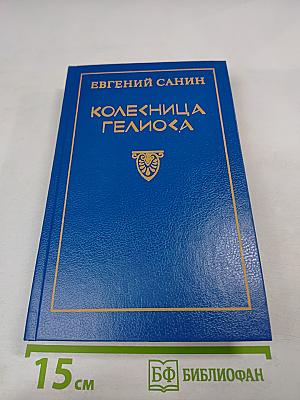 ЕВГЕНИЙ САНИН
КОЛЕСНИЦА
ГЕЛИОСА
15 см
БФ БИБЛИОФАН